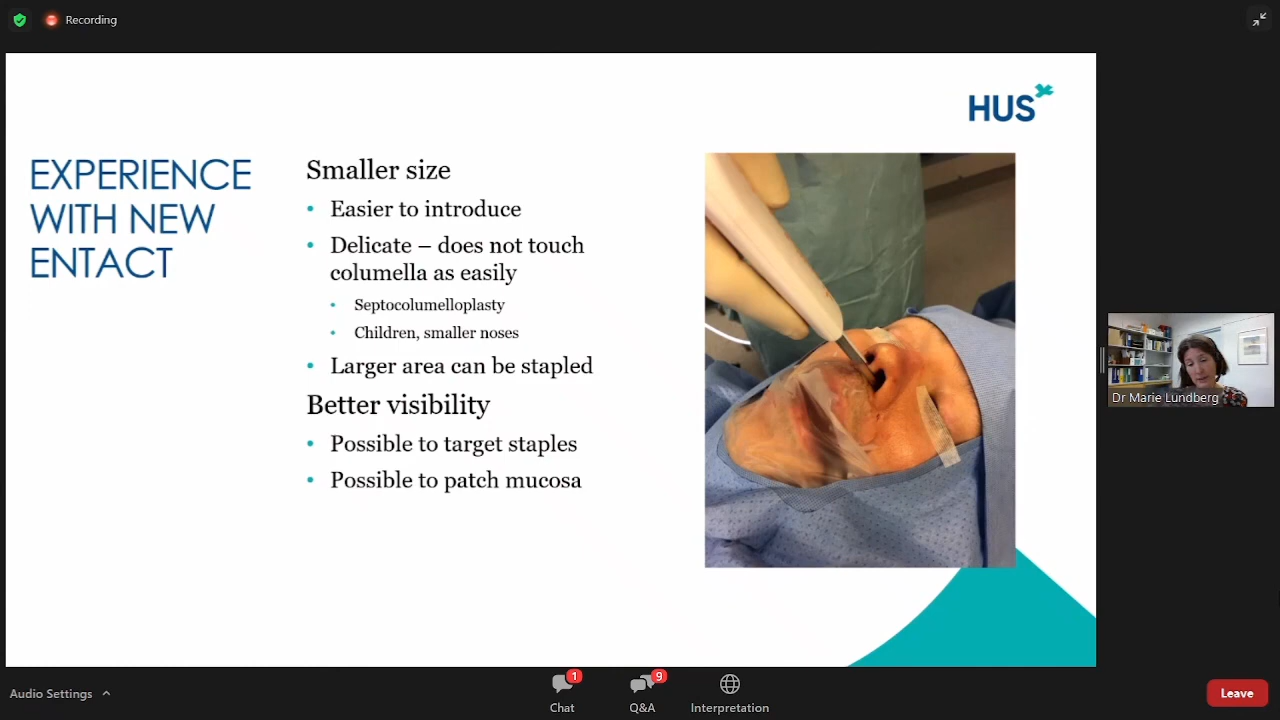 Recording
HUS
EXPERIENCE
WITH NEW
ENTACT
Smaller size
• Easier to introduce
• Delicate – does not touch
columella as easily
• Septocolumelloplasty
• Children, smaller noses
• Larger area can be stapled
Better visibility
• Possible to target staples
• Possible to patch mucosa
Dr Marie Lundberg
Audio Settings
1
Chat
9
Q&A
Interpretation
Leave